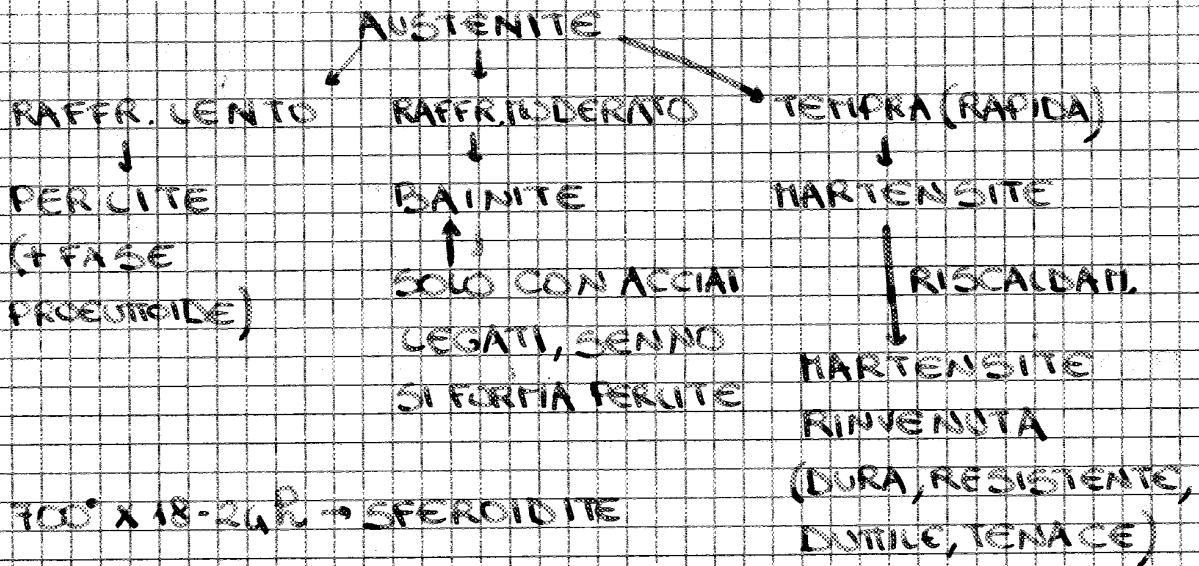 AUSTENITE
RAFFR. LENTO
PERLITE
(+ FASE
PROEUTTOIDE)
RAFFR. MODERATO
BAINITE
SOLO CON ACCIAI
LEGATI, SENNO
SI FORMA PERLITE
TEMPRA (RAPIDA)
MARTENSITE
RISCALDAM.
MARTENSITE
RINVENUTA
(DURA, RESISTENTE,
DUTTILE, TENACE)
700° X 18-24h → SFEROIDITE